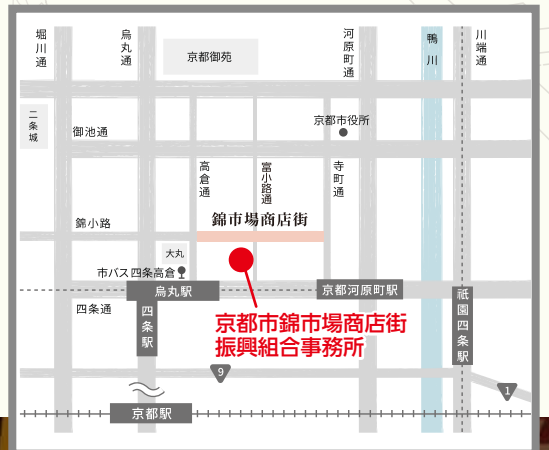 堀川通
烏丸通
京都御苑
河原町通
鴨川
川端通
二条城
御池通
京都市役所
高倉通
富小路通
寺町通
錦小路
錦市場商店街
大丸
市バス四条高倉
烏丸駅
京都河原町駅
祇園四条駅
四条通
四条駅
京都市錦市場商店街
振興組合事務所
9
1
京都駅